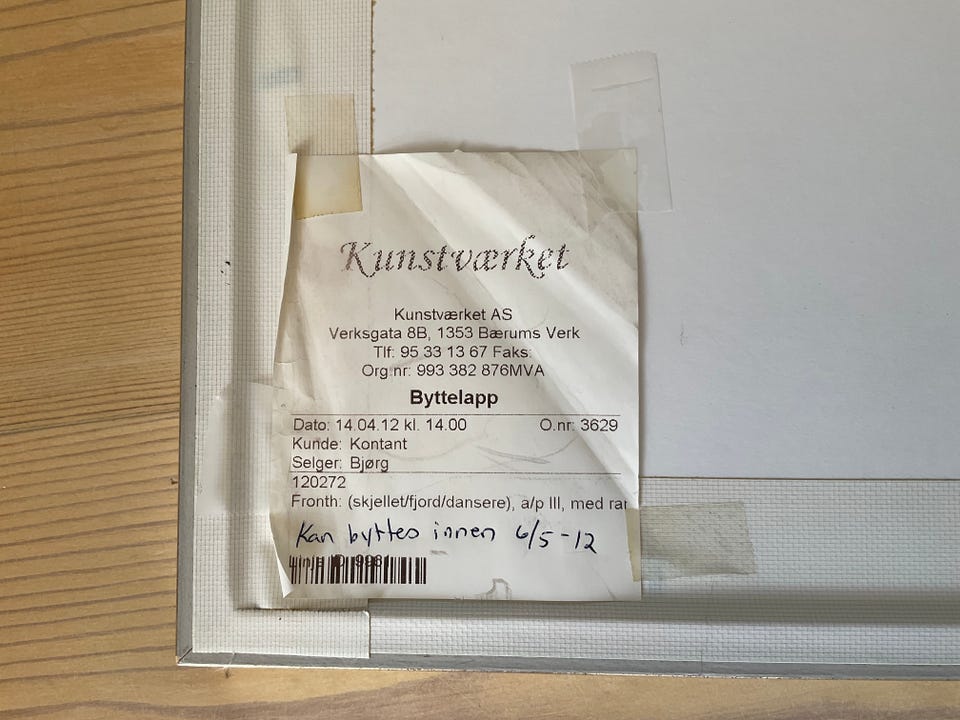 Kunstværket
Kunstværket AS
Verksgata 8B, 1353 Bærums Verk
Tlf: 95 33 13 67 Faks:
Org.nr: 993 382 876MVA
Byttelapp
Dato: 14.04.12 kl. 14.00 O.nr: 3629
Kunde: Kontant
Selger: Bjørg
120272
Fronth: (skjellet/fjord/dansere), a/p III, med rar
Kan byttes innen 6/5-12